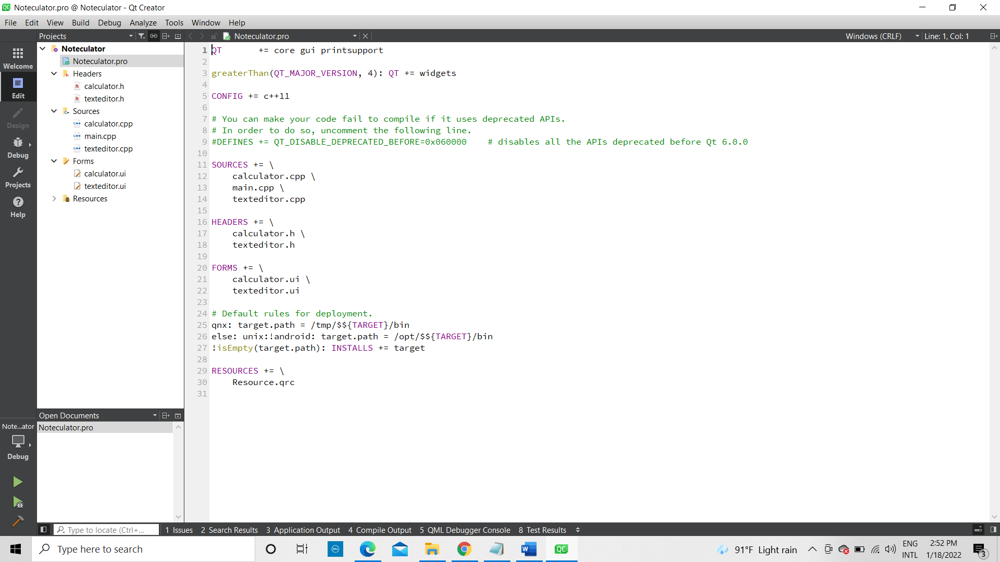 QC Noteculator.pro @ Noteculator - Qt Creator
File Edit View Build Debug Analyze Tools Window Help
Projects
Noteculator.pro
Windows (CRLF)
Line: 1, Col: 1
Welcome
Edit
Design
Debug
Projects
Help
Noteculator
Noteculator.pro
Headers
calculator.h
texteditor.h
Sources
calculator.cpp
main.cpp
texteditor.cpp
Forms
calculator.ui
texteditor.ui
Resources
1 QT       += core gui printsupport
2
3 greaterThan(QT_MAJOR_VERSION, 4): QT += widgets
4
5 CONFIG += c++11
6
7 # You can make your code fail to compile if it uses deprecated APIs.
8 # In order to do so, uncomment the following line.
9 #DEFINES += QT_DISABLE_DEPRECATED_BEFORE=0x060000    # disables all the APIs deprecated before Qt 6.0.0
10
11 SOURCES += \
12     calculator.cpp \
13     main.cpp \
14     texteditor.cpp
15
16 HEADERS += \
17     calculator.h \
18     texteditor.h
19
20 FORMS += \
21     calculator.ui \
22     texteditor.ui
23
24 # Default rules for deployment.
25 qnx: target.path = /tmp/$${TARGET}/bin
26 else: unix:!android: target.path = /opt/$${TARGET}/bin
27 !isEmpty(target.path): INSTALLS += target
28
29 RESOURCES += \
30     Resource.qrc
31
Open Documents
Noteculator.pro
Note...ator
Debug
Type to locate (Ctrl+...
1 Issues 2 Search Results 3 Application Output 4 Compile Output 5 QML Debugger Console 8 Test Results
Type here to search
DELL
W
QC
91°F Light rain
ENG
INTL
2:52 PM
1/18/2022
3